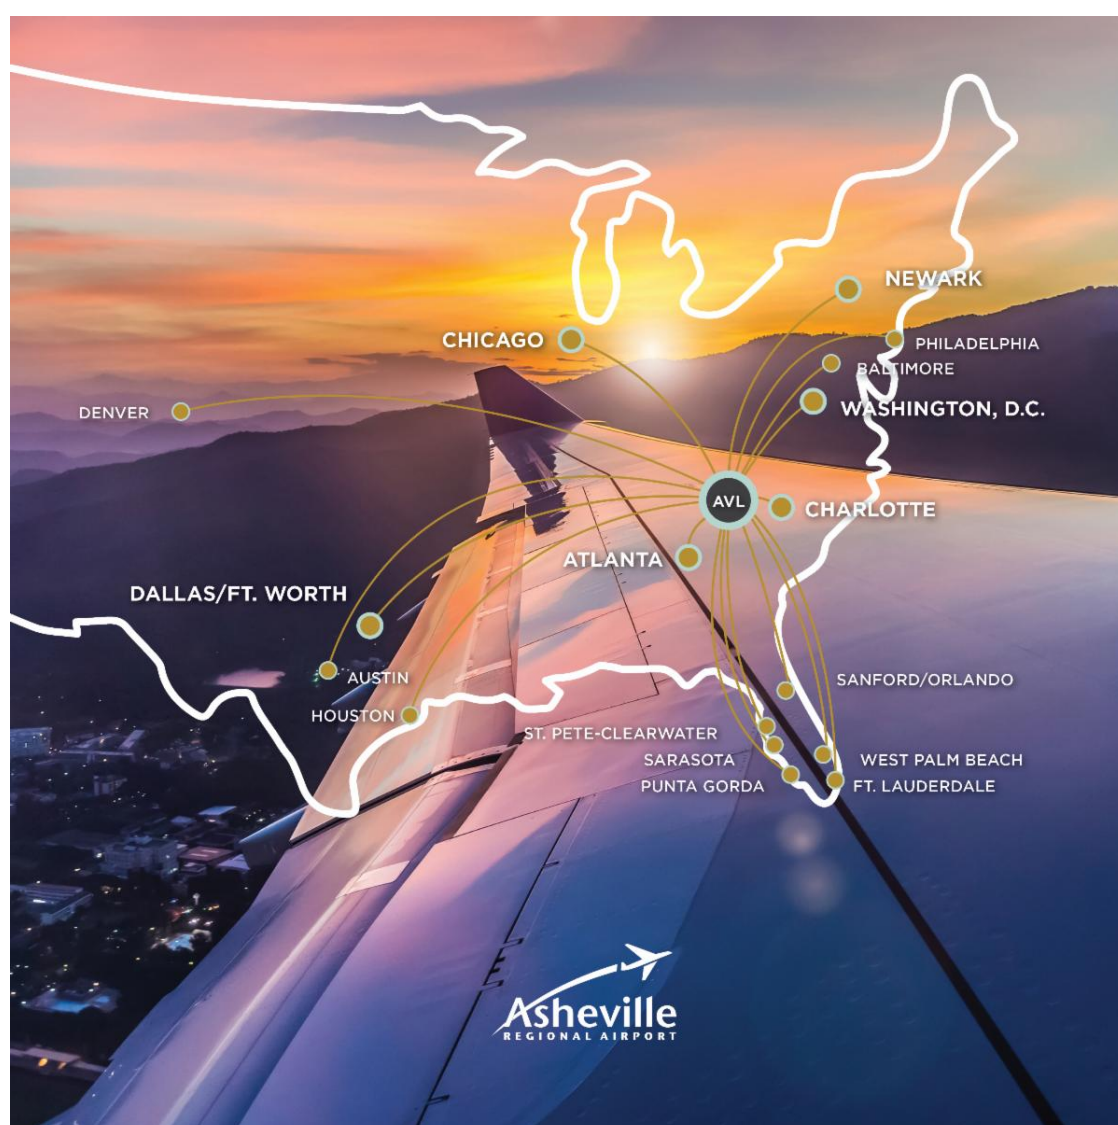 NEWARK
CHICAGO
PHILADELPHIA
BALTIMORE
DENVER
WASHINGTON, D.C.
AVL
CHARLOTTE
ATLANTA
DALLAS/FT. WORTH
AUSTIN
SANFORD/ORLANDO
HOUSTON
ST. PETE-CLEARWATER
SARASOTA
WEST PALM BEACH
PUNTA GORDA
FT. LAUDERDALE
Asheville
REGIONAL AIRPORT